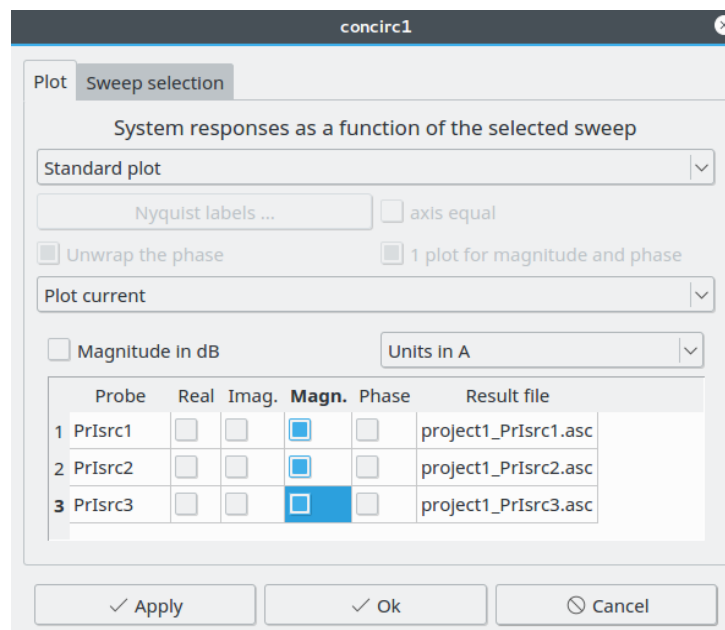 concirc1
Plot Sweep selection
System responses as a function of the selected sweep
Standard plot
Nyquist labels ... axis equal
Unwrap the phase 1 plot for magnitude and phase
Plot current
Magnitude in dB Units in A
Probe Real Imag. Magn. Phase Result file
1 PrIsrc1 project1_PrIsrc1.asc
2 PrIsrc2 project1_PrIsrc2.asc
3 PrIsrc3 project1_PrIsrc3.asc
Apply Ok Cancel